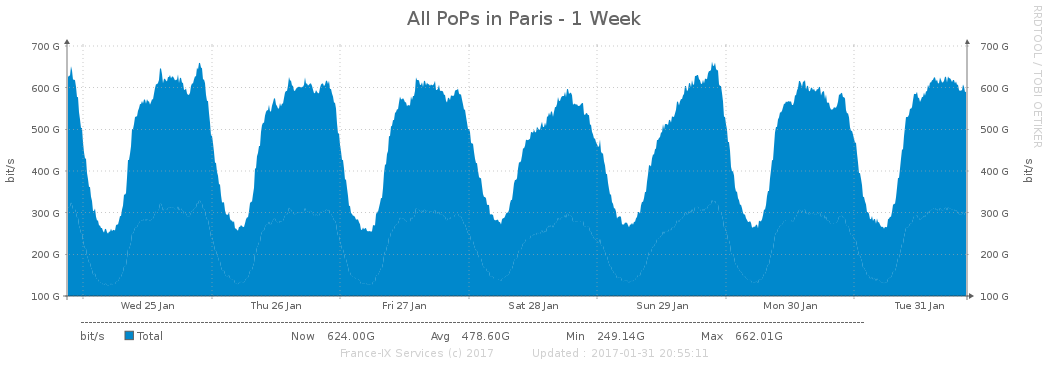 All PoPs in Paris - 1 Week
RRDTOOL / TOBI OETIKER
bit/s
bit/s
700 G 700 G
600 G 600 G
500 G 500 G
400 G 400 G
300 G 300 G
200 G 200 G
100 G 100 G
Wed 25 Jan Thu 26 Jan Fri 27 Jan Sat 28 Jan Sun 29 Jan Mon 30 Jan Tue 31 Jan
bit/s Total Now 624.00G Avg 478.60G Min 249.14G Max 662.01G
France-IX Services (c) 2017 Updated : 2017-01-31 20:55:11